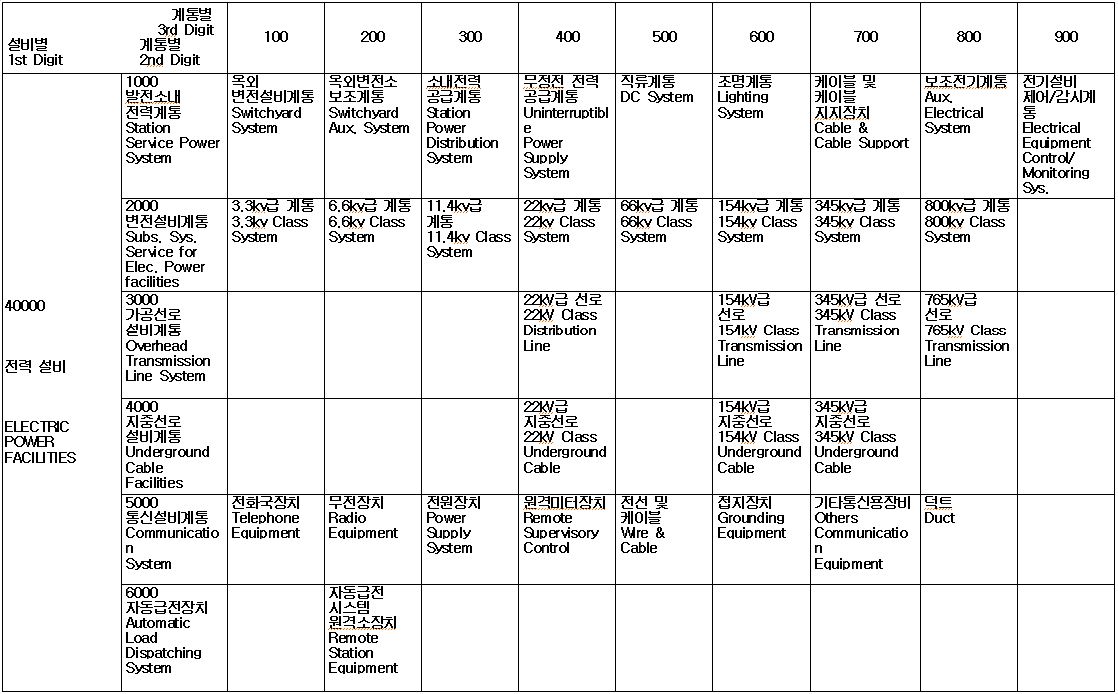 계통별
3rd Digit
설비별
1st Digit
계통별
2nd Digit
100
200
300
400
500
600
700
800
900
40000
전력 설비
ELECTRIC
POWER
FACILITIES
1000
발전소내
전력계통
Station
Service Power
System
옥외
변전설비계통
Switchyard
System
옥외변전소
보조계통
Switchyard
Aux. System
소내전력
공급계통
Station
Power
Distribution
System
무정전 전력
공급계통
Uninterruptibl
e
Power
Supply
System
직류계통
DC System
조명계통
Lighting
System
케이블 및
케이블
지지장치
Cable &
Cable Support
보조전기계통
Aux.
Electrical
System
전기설비
제어/감시계
통
Electrical
Equipment
Control/
Monitoring
Sys.
2000
변전설비계통
Subs. Sys.
Service for
Elec. Power
facilities
3.3kv급 계통
3.3kv Class
System
6.6kv급 계통
6.6kv Class
System
11.4kv급
계통
11.4kv Class
System
22kv급 계통
22kv Class
System
66kv급 계통
66kv Class
System
154kv급 계통
154kv Class
System
345kv급 계통
345kv Class
System
800kv급 계통
800kv Class
System
3000
가공선로
설비계통
Overhead
Transmission
Line System
22kV급 선로
22kV Class
Distribution
Line
154kV급
선로
154kV Class
Transmission
Line
345kV급 선로
345kV Class
Transmission
Line
765kV급
선로
765kV Class
Transmission
Line
4000
지중선로
설비계통
Underground
Cable
Facilities
22kV급
지중선로
22kV Class
Underground
Cable
154kV급
지중선로
154kV Class
Underground
Cable
345kV급
지중선로
345kV Class
Underground
Cable
5000
통신설비계통
Communicatio
n
System
전화국장치
Telephone
Equipment
무전장치
Radio
Equipment
전원장치
Power
Supply
System
원격미터장치
Remote
Supervisory
Control
전선 및
케이블
Wire &
Cable
접지장치
Grounding
Equipment
기타통신용장비
Others
Communicatio
n
Equipment
덕트
Duct
6000
자동급전장치
Automatic
Load
Dispatching
System
자동급전
시스템
원격소장치
Remote
Station
Equipment